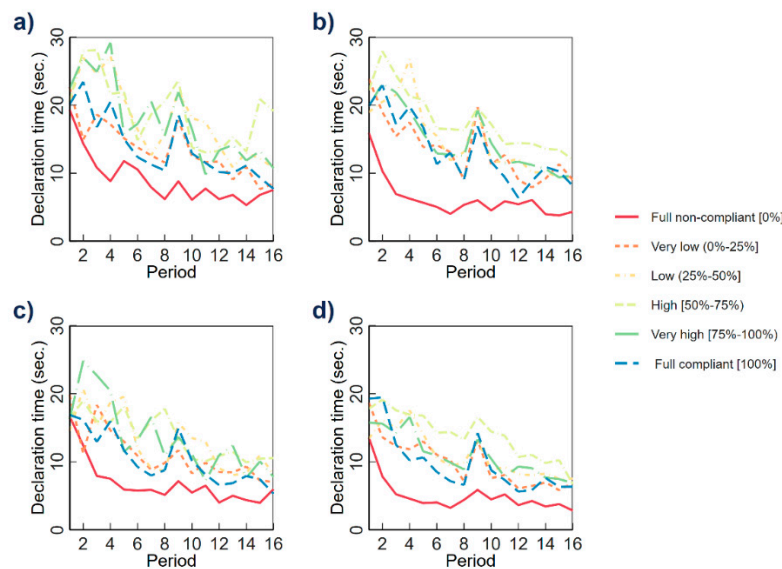 a)
b)
Declaration time (sec.)
0 10 20 30
2 4 6 8 10 12 14 16
Period
Declaration time (sec.)
0 10 20 30
2 4 6 8 10 12 14 16
Period
Full non-compliant [0%]
Very low (0%-25%]
Low (25%-50%]
High [50%-75%)
Very high [75%-100%)
Full compliant [100%]
c)
d)
Declaration time (sec.)
0 10 20 30
2 4 6 8 10 12 14 16
Period
Declaration time (sec.)
0 10 20 30
2 4 6 8 10 12 14 16
Period